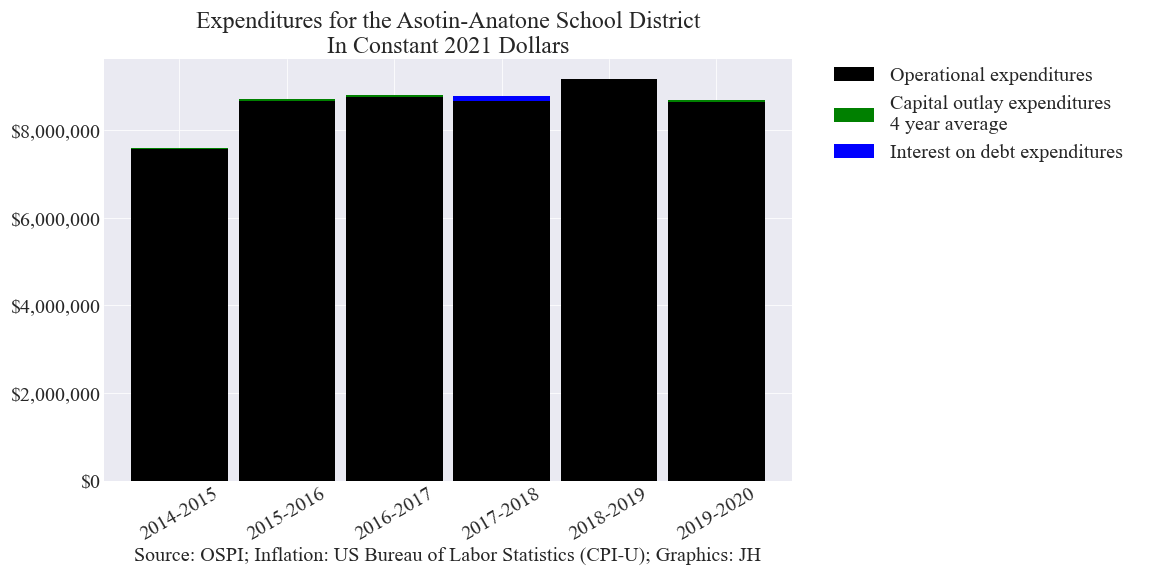 Expenditures for the Asotin-Anatone School District
In Constant 2021 Dollars
Operational expenditures
Capital outlay expenditures
4 year average
Interest on debt expenditures
$8,000,000
$6,000,000
$4,000,000
$2,000,000
$0
2014-2015
2015-2016
2016-2017
2017-2018
2018-2019
2019-2020
Source: OSPI; Inflation: US Bureau of Labor Statistics (CPI-U); Graphics: JH